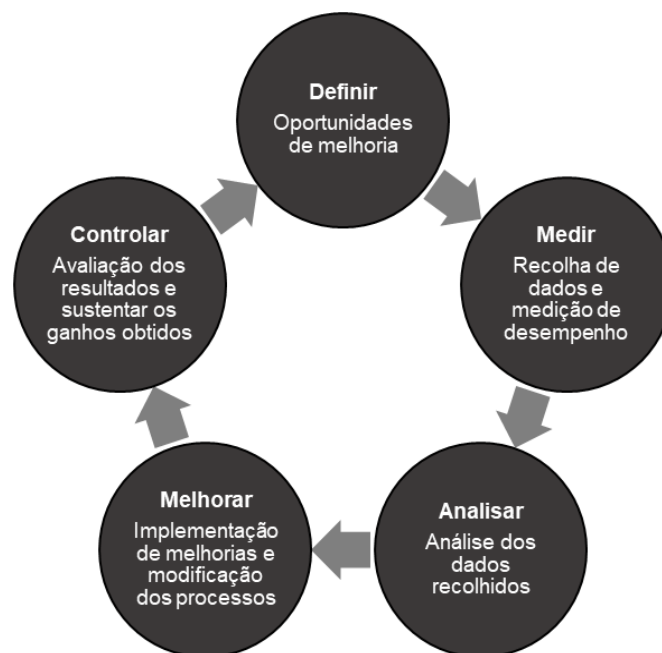 Definir
Oportunidades
de melhoria
Medir
Recolha de
dados e
medição de
desempenho
Analisar
Análise dos
dados
recolhidos
Melhorar
Implementação
de melhorias e
modificação
dos processos
Controlar
Avaliação dos
resultados e
sustentar os
ganhos obtidos